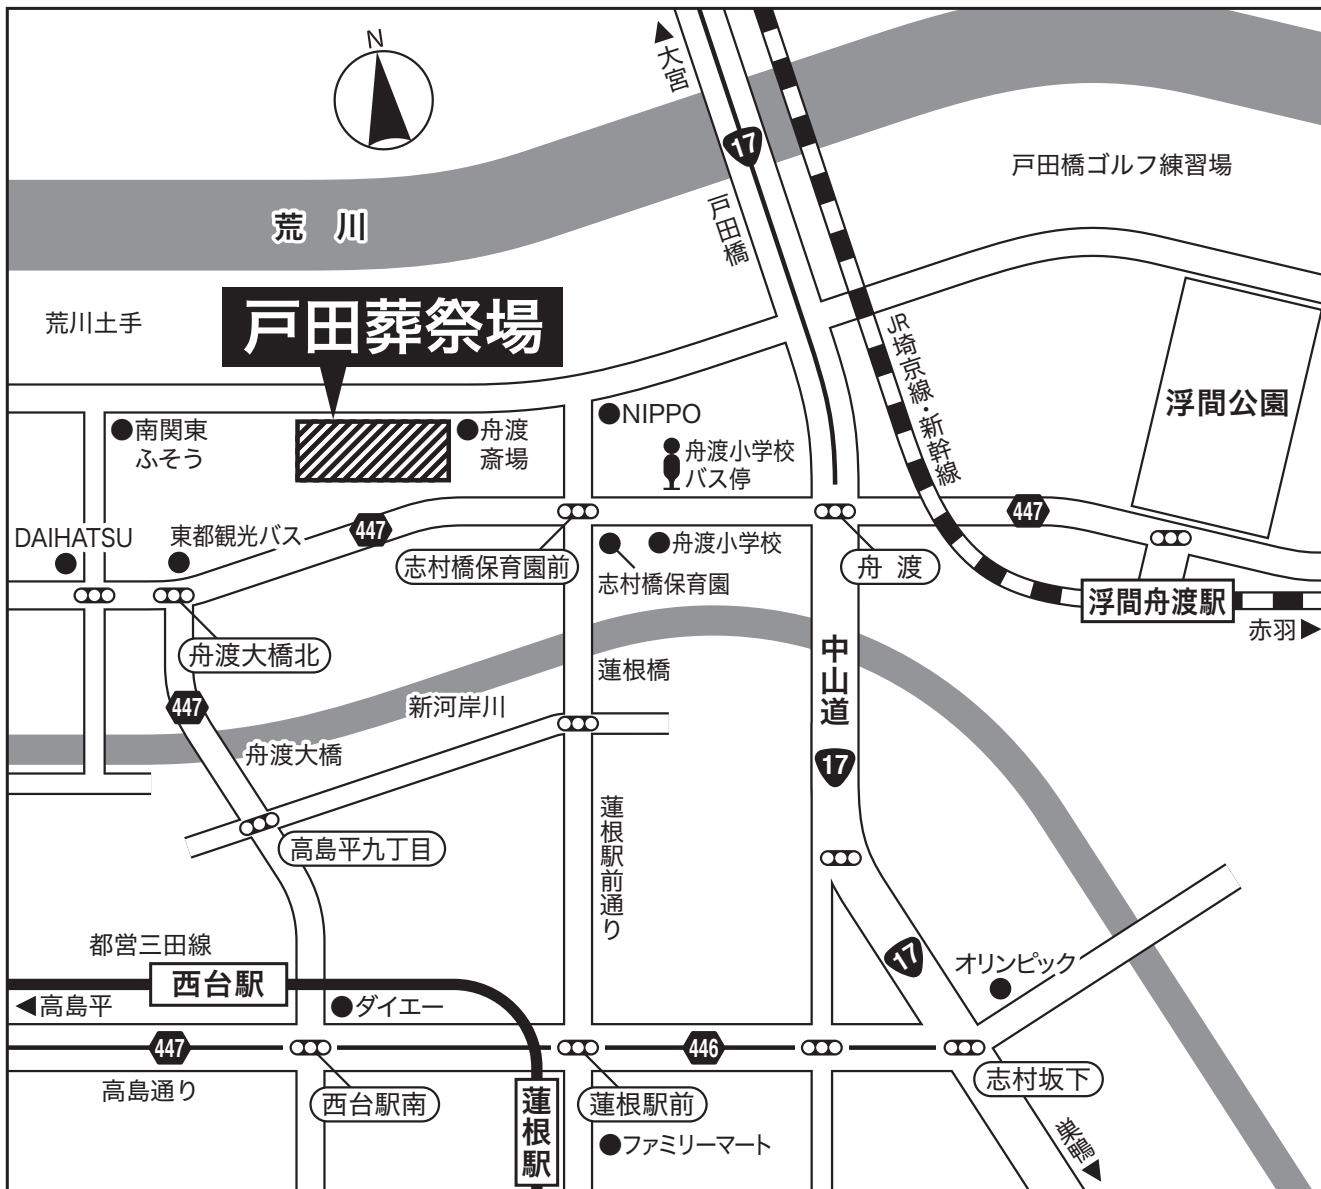 N
▲大宮
17
戸田橋ゴルフ練習場
荒 川
戸田橋
荒川土手
戸田葬祭場
JR埼京線・新幹線
浮間公園
●南関東
ふそう
●舟渡
斎場
●NIPPO
舟渡小学校
バス停
447
447
DAIHATSU
東都観光バス
志村橋保育園前
●舟渡小学校
志村橋保育園
舟 渡
浮間舟渡駅
赤羽▶
舟渡大橋北
蓮根橋
中山道
447
新河岸川
舟渡大橋
17
高島平九丁目
蓮根駅前通り
都営三田線
西台駅
17
オリンピック
◀高島平
●ダイエー
447
446
高島通り
西台駅南
蓮根駅
蓮根駅前
志村坂下
●ファミリーマート
巣鴨▼